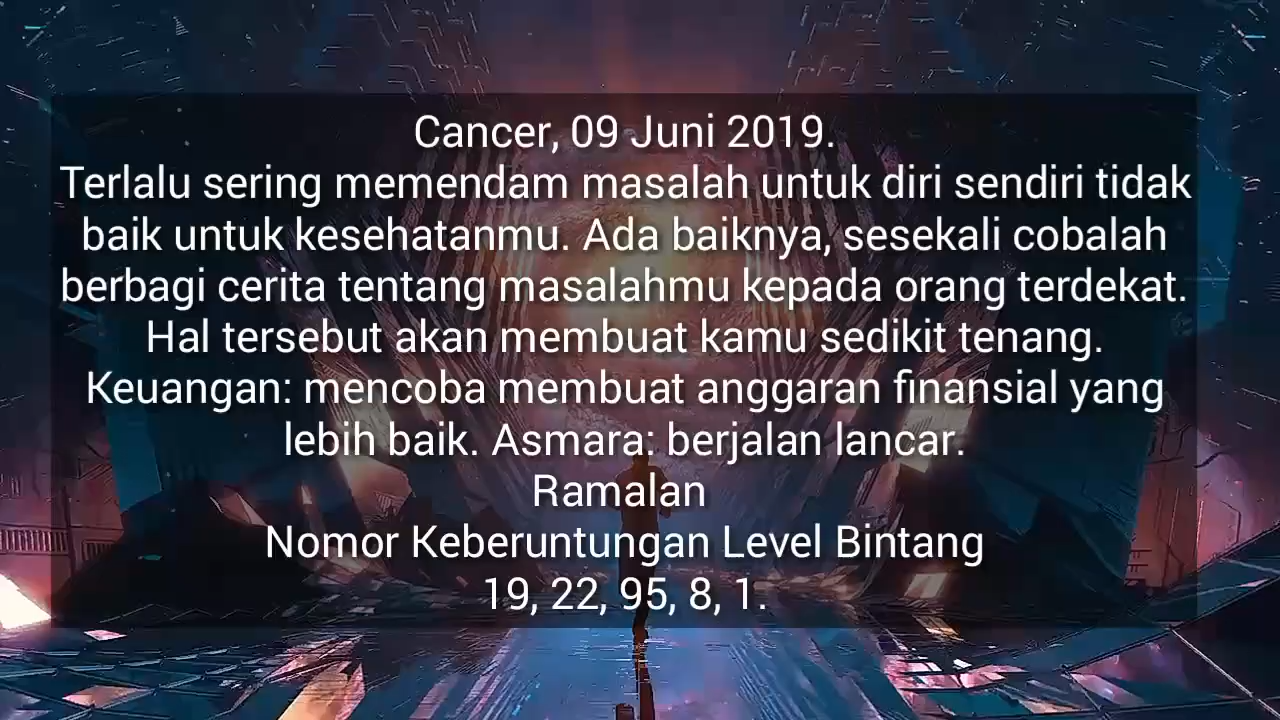 Cancer, 09 Juni 2019.
Terlalu sering memendam masalah untuk diri sendiri tidak
baik untuk kesehatanmu. Ada baiknya, sesekali cobalah
berbagi cerita tentang masalahmu kepada orang terdekat.
Hal tersebut akan membuat kamu sedikit tenang.
Keuangan: mencoba membuat anggaran finansial yang
lebih baik. Asmara: berjalan lancar.
Ramalan
Nomor Keberuntungan Level Bintang
19, 22, 95, 8, 1.